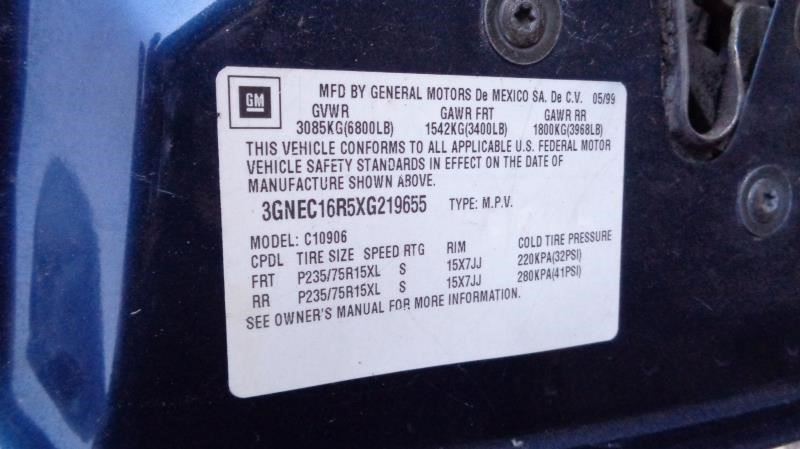 GM
MFD BY GENERAL MOTORS De MEXICO SA. De C.V. 05/99
GVWR GAWR FRT GAWR RR
3085KG(6800LB) 1542KG(3400LB) 1800KG(3968LB)
THIS VEHICLE CONFORMS TO ALL APPLICABLE U.S. FEDERAL MOTOR
VEHICLE SAFETY STANDARDS IN EFFECT ON THE DATE OF
MANUFACTURE SHOWN ABOVE.
3GNEC16R5XG219655 TYPE: M.P.V.
MODEL: C10906
CPDL TIRE SIZE SPEED RTG RIM COLD TIRE PRESSURE
FRT P235/75R15XL S 15X7JJ 220KPA(32PSI)
RR P235/75R15XL S 15X7JJ 280KPA(41PSI)
SEE OWNER'S MANUAL FOR MORE INFORMATION.